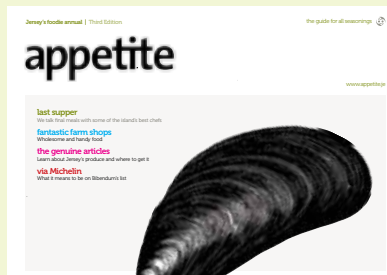 Jersey's foodie annual | Third Edition
the guide for all seasonings
appetite
www.appetite.je
last supper
We talk final meals with some of the island's best chefs
fantastic farm shops
Wholesome and handy food
the genuine articles
Learn about Jersey's produce and where to get it
via Michelin
What it means to be on Bibendum's list